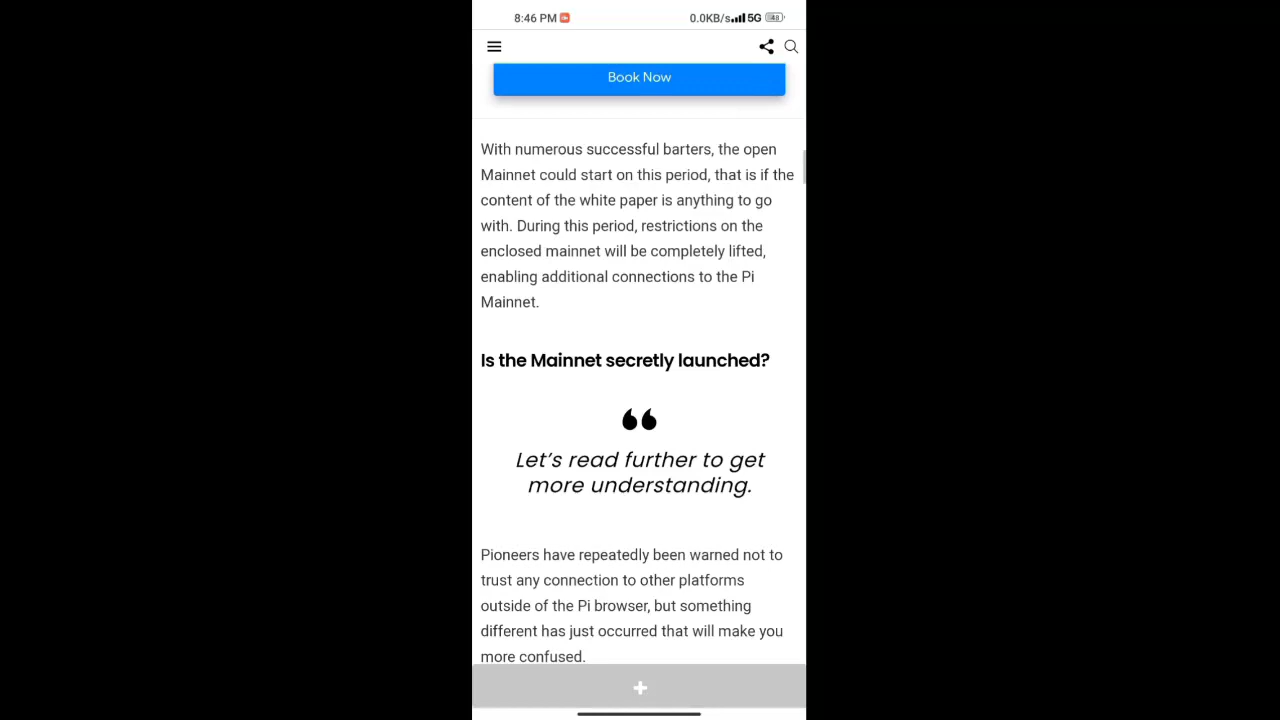 8:46 PM
0.0KB/s 5G 48
Book Now
With numerous successful barters, the open
Mainnet could start on this period, that is if the
content of the white paper is anything to go
with. During this period, restrictions on the
enclosed mainnet will be completely lifted,
enabling additional connections to the Pi
Mainnet.
Is the Mainnet secretly launched?
Let’s read further to get
more understanding.
Pioneers have repeatedly been warned not to
trust any connection to other platforms
outside of the Pi browser, but something
different has just occurred that will make you
more confused.